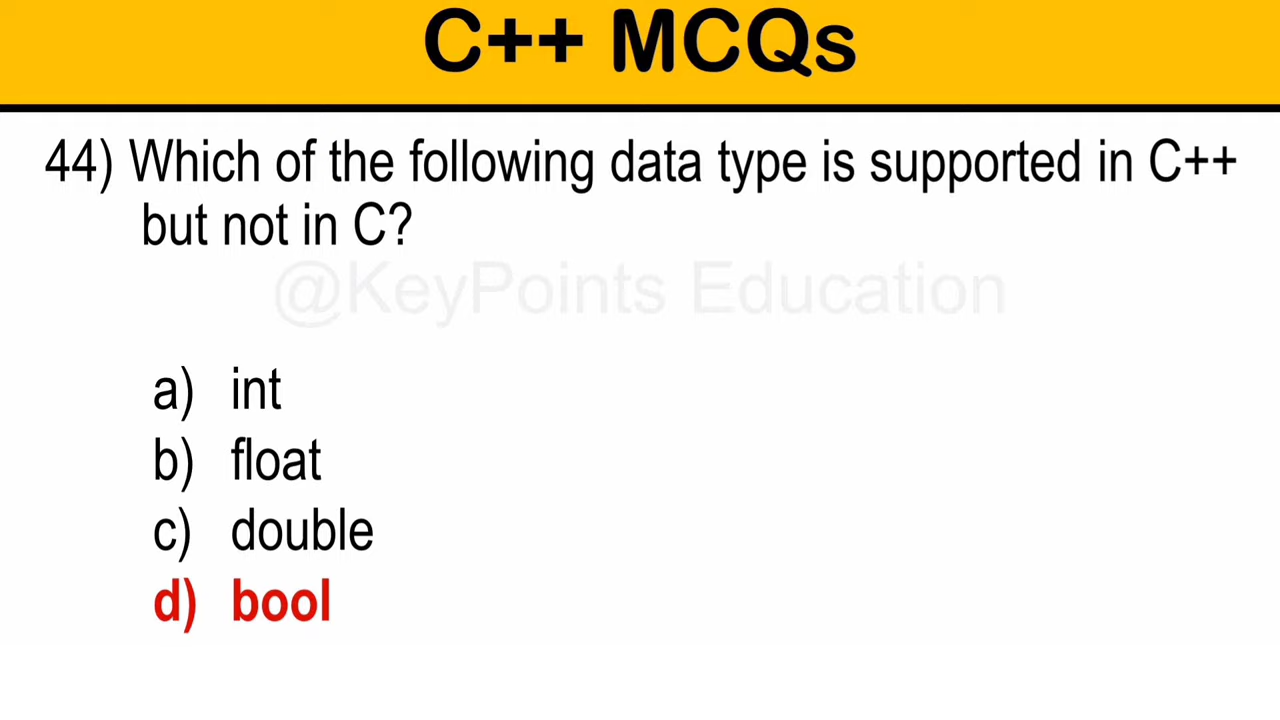 C++ MCQs
44) Which of the following data type is supported in C++
but not in C?
@KeyPoints Education
a) int
b) float
c) double
d) bool